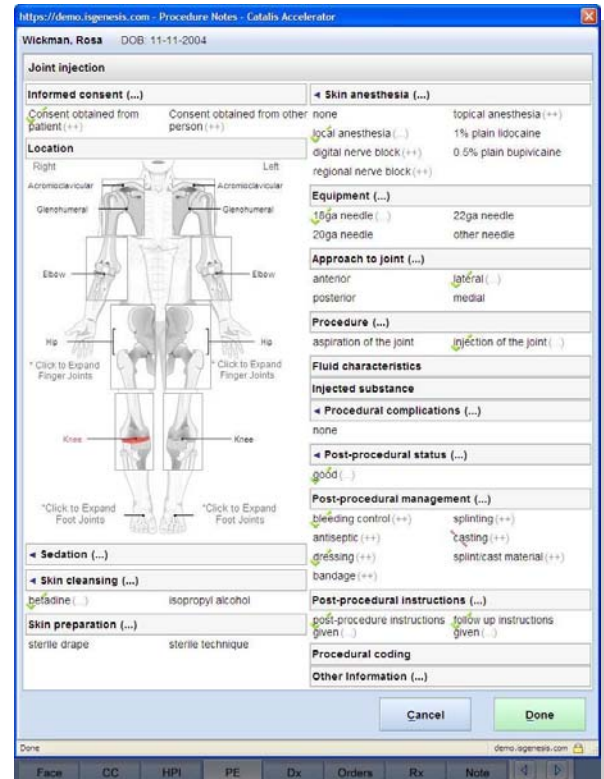 https://demo.isgenesis.com - Procedure Notes - Catalis Accelerator
Wickman, Rosa DOB: 11-11-2004
Joint injection
Informed consent (...)
Consent obtained from patient (++)
Consent obtained from other person (++)
Location
Right Left
Acromioclavicular Acromioclavicular
Glenohumeral Glenohumeral
Elbow Elbow
Hip Hip
* Click to Expand Finger Joints
* Click to Expand Finger Joints
Knee Knee
*Click to Expand Foot Joints
*Click to Expand Foot Joints
◄ Sedation (...)
◄ Skin cleansing (...)
betadine (...) isopropyl alcohol
Skin preparation (...)
sterile drape sterile technique
◄ Skin anesthesia (...)
none topical anesthesia (++)
local anesthesia (...) 1% plain lidocaine
digital nerve block (++) 0.5% plain bupivicaine
regional nerve block (++)
Equipment (...)
18ga needle (...) 22ga needle
20ga needle other needle
Approach to joint (...)
anterior lateral (...)
posterior medial
Procedure (...)
aspiration of the joint injection of the joint (...)
Fluid characteristics
Injected substance
◄ Procedural complications (...)
none
◄ Post-procedural status (...)
good (...)
Post-procedural management (...)
bleeding control (++) splinting (++)
antiseptic (++) casting (++)
dressing (++) splint/cast material (++)
bandage (++)
Post-procedural instructions (...)
post-procedure instructions given (...)
follow up instructions given (...)
Procedural coding
Other Information (...)
Cancel Done
Done demo.isgenesis.com
Face CC HPI PE Dx Orders Rx Note